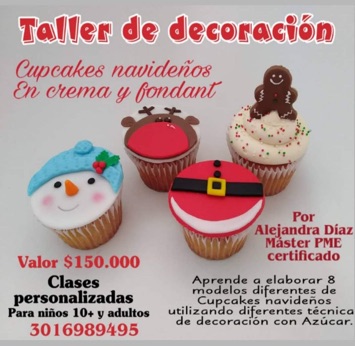 Taller de decoración
Cupcakes navideños
En crema y fondant
Por
Alejandra Díaz
Máster PME
certificado
Valor $150.000
Clases
personalizadas
Para niños 10+ y adultos
3016989495
Aprende a elaborar 8
modelos diferentes de
Cupcakes navideños
utilizando diferentes técnica
de decoración con Azúcar.